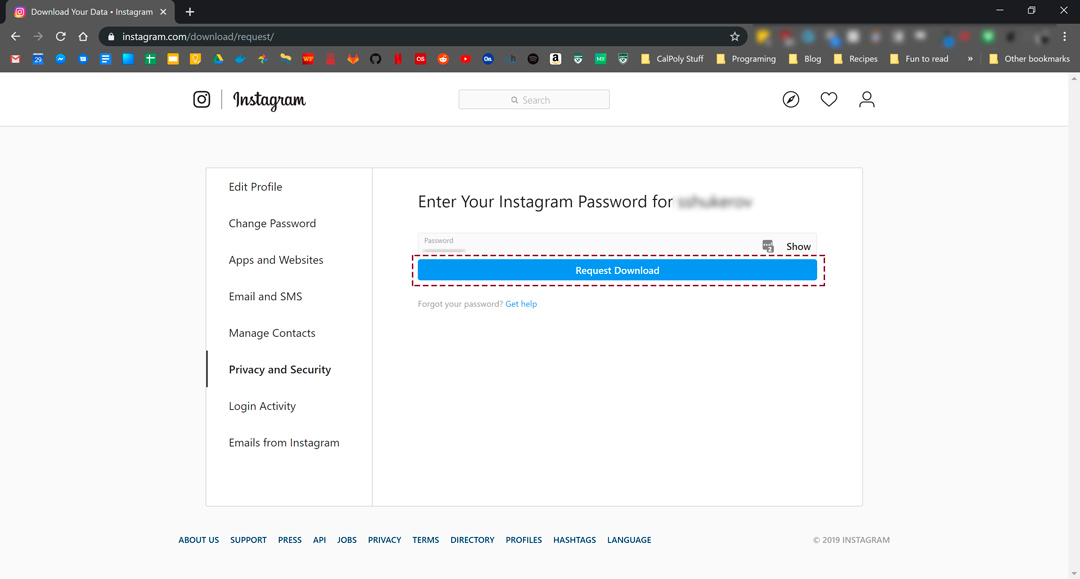 Download Your Data • Instagram
instagram.com/download/request/
CalPoly Stuff
Programing
Blog
Recipes
Fun to read
»
Other bookmarks
Instagram
Search
Edit Profile
Change Password
Apps and Websites
Email and SMS
Manage Contacts
Privacy and Security
Login Activity
Emails from Instagram
Enter Your Instagram Password for
Password
Show
Request Download
Forgot your password? Get help
ABOUT US SUPPORT PRESS API JOBS PRIVACY TERMS DIRECTORY PROFILES HASHTAGS LANGUAGE © 2019 INSTAGRAM